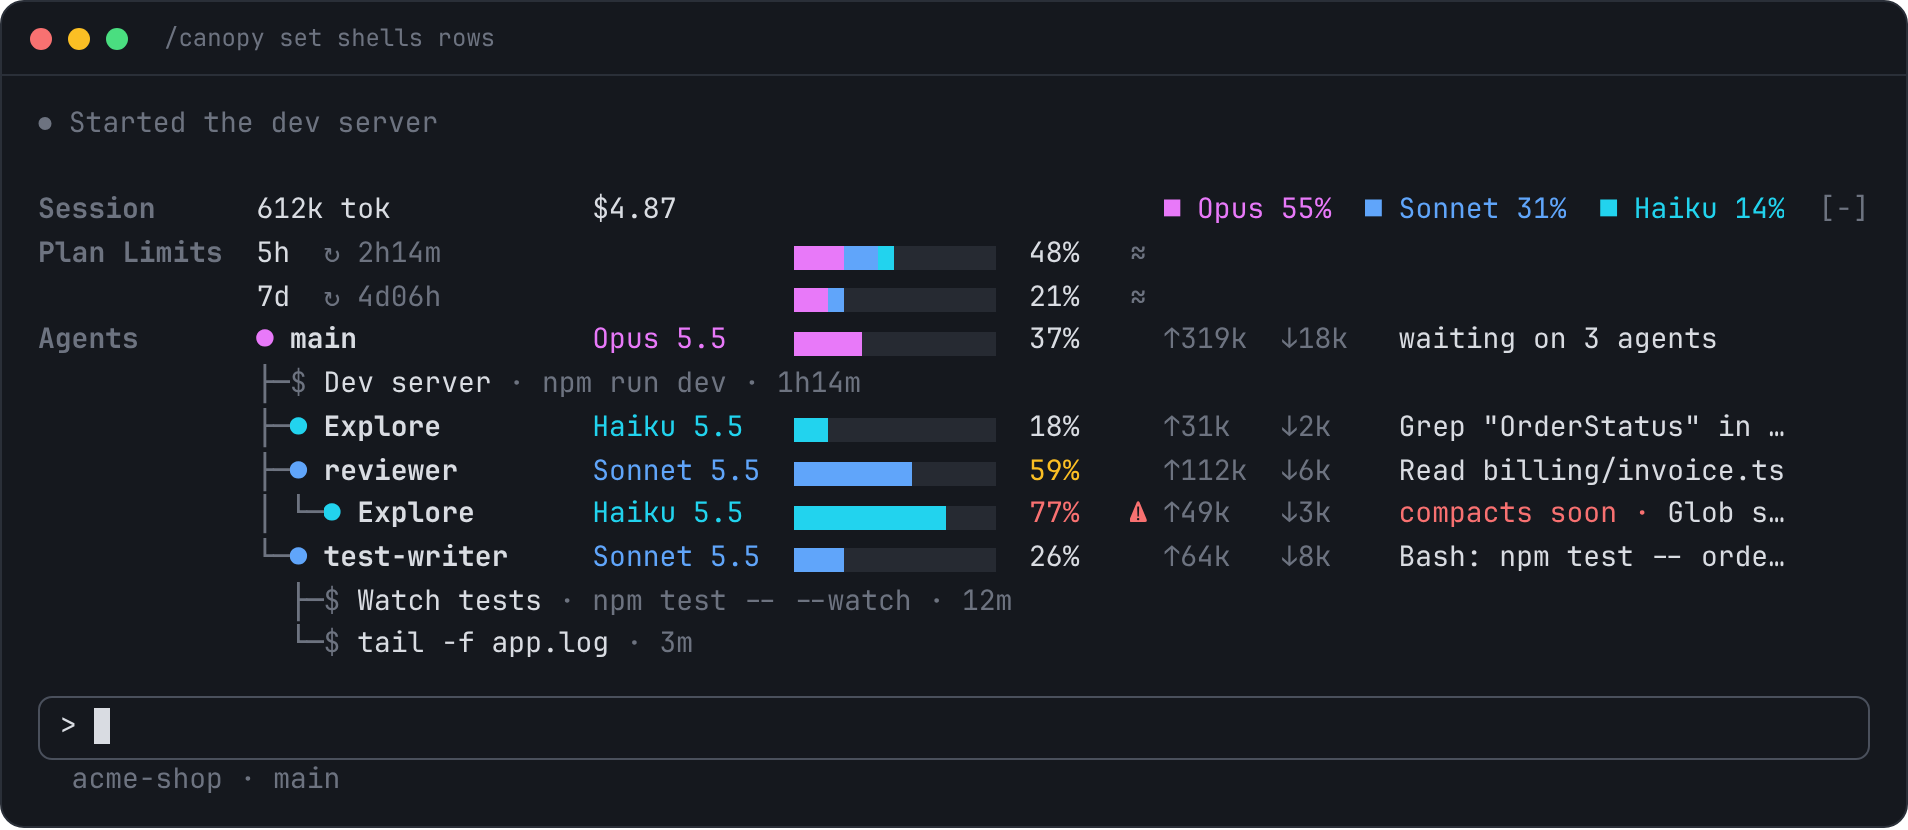 /canopy set shells rows
● Started the dev server
Session 612k tok $4.87 ■ Opus 55% ■ Sonnet 31% ■ Haiku 14% [-]
Plan Limits 5h ↻ 2h14m 48% ≈
7d ↻ 4d06h 21% ≈
Agents ● main Opus 5.5 37% ↑319k ↓18k waiting on 3 agents
├─$ Dev server · npm run dev · 1h14m
├─● Explore Haiku 5.5 18% ↑31k ↓2k Grep "OrderStatus" in …
├─● reviewer Sonnet 5.5 59% ↑112k ↓6k Read billing/invoice.ts
│ └─● Explore Haiku 5.5 77% ⚠ ↑49k ↓3k compacts soon · Glob s…
└─● test-writer Sonnet 5.5 26% ↑64k ↓8k Bash: npm test -- orde…
├─$ Watch tests · npm test -- --watch · 12m
└─$ tail -f app.log · 3m
>
acme-shop · main